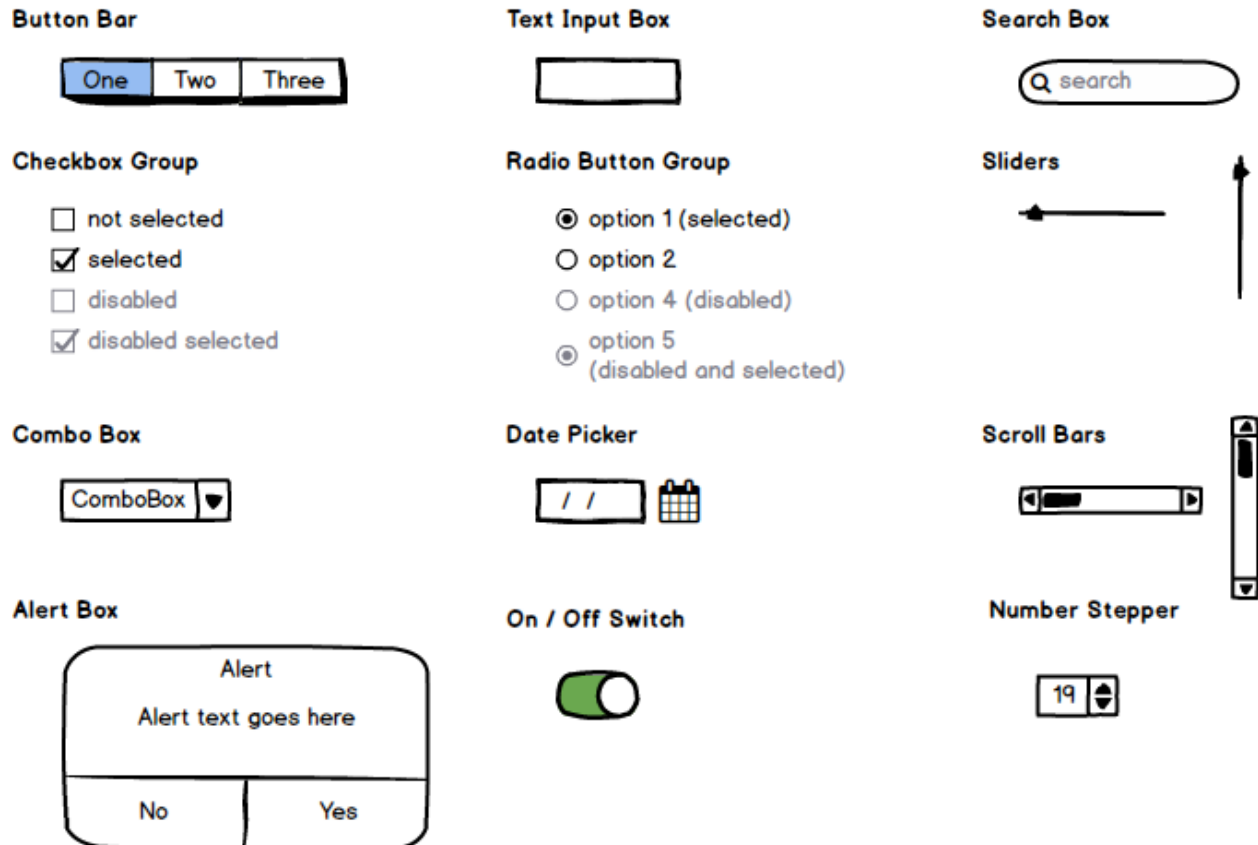 Button Bar
Text Input Box
Search Box
One Two Three
search
Checkbox Group
Radio Button Group
Sliders
not selected
selected
disabled
disabled selected
option 1 (selected)
option 2
option 4 (disabled)
option 5
(disabled and selected)
Combo Box
Date Picker
Scroll Bars
ComboBox
/ /
Alert Box
On / Off Switch
Number Stepper
Alert
Alert text goes here
No
Yes
19